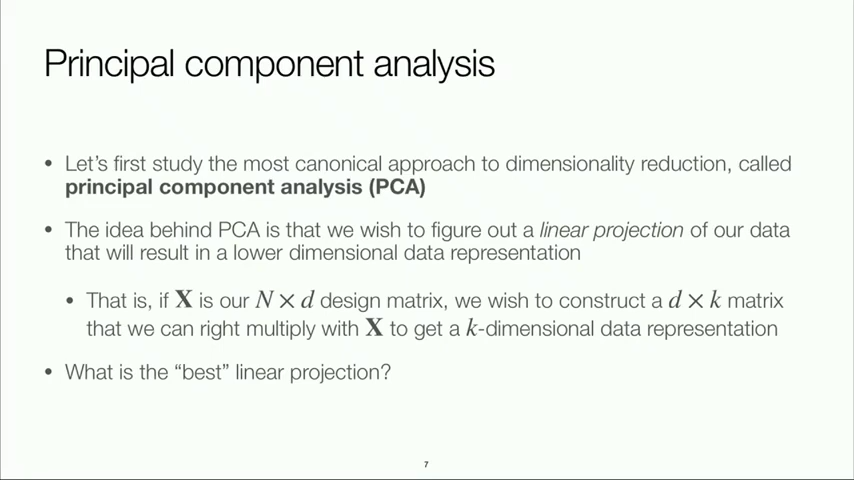 Principal component analysis
• Let's first study the most canonical approach to dimensionality reduction, called
principal component analysis (PCA)
• The idea behind PCA is that we wish to figure out a linear projection of our data
that will result in a lower dimensional data representation
• That is, if X is our N × d design matrix, we wish to construct a d × k matrix
that we can right multiply with X to get a k-dimensional data representation
• What is the “best” linear projection?
7